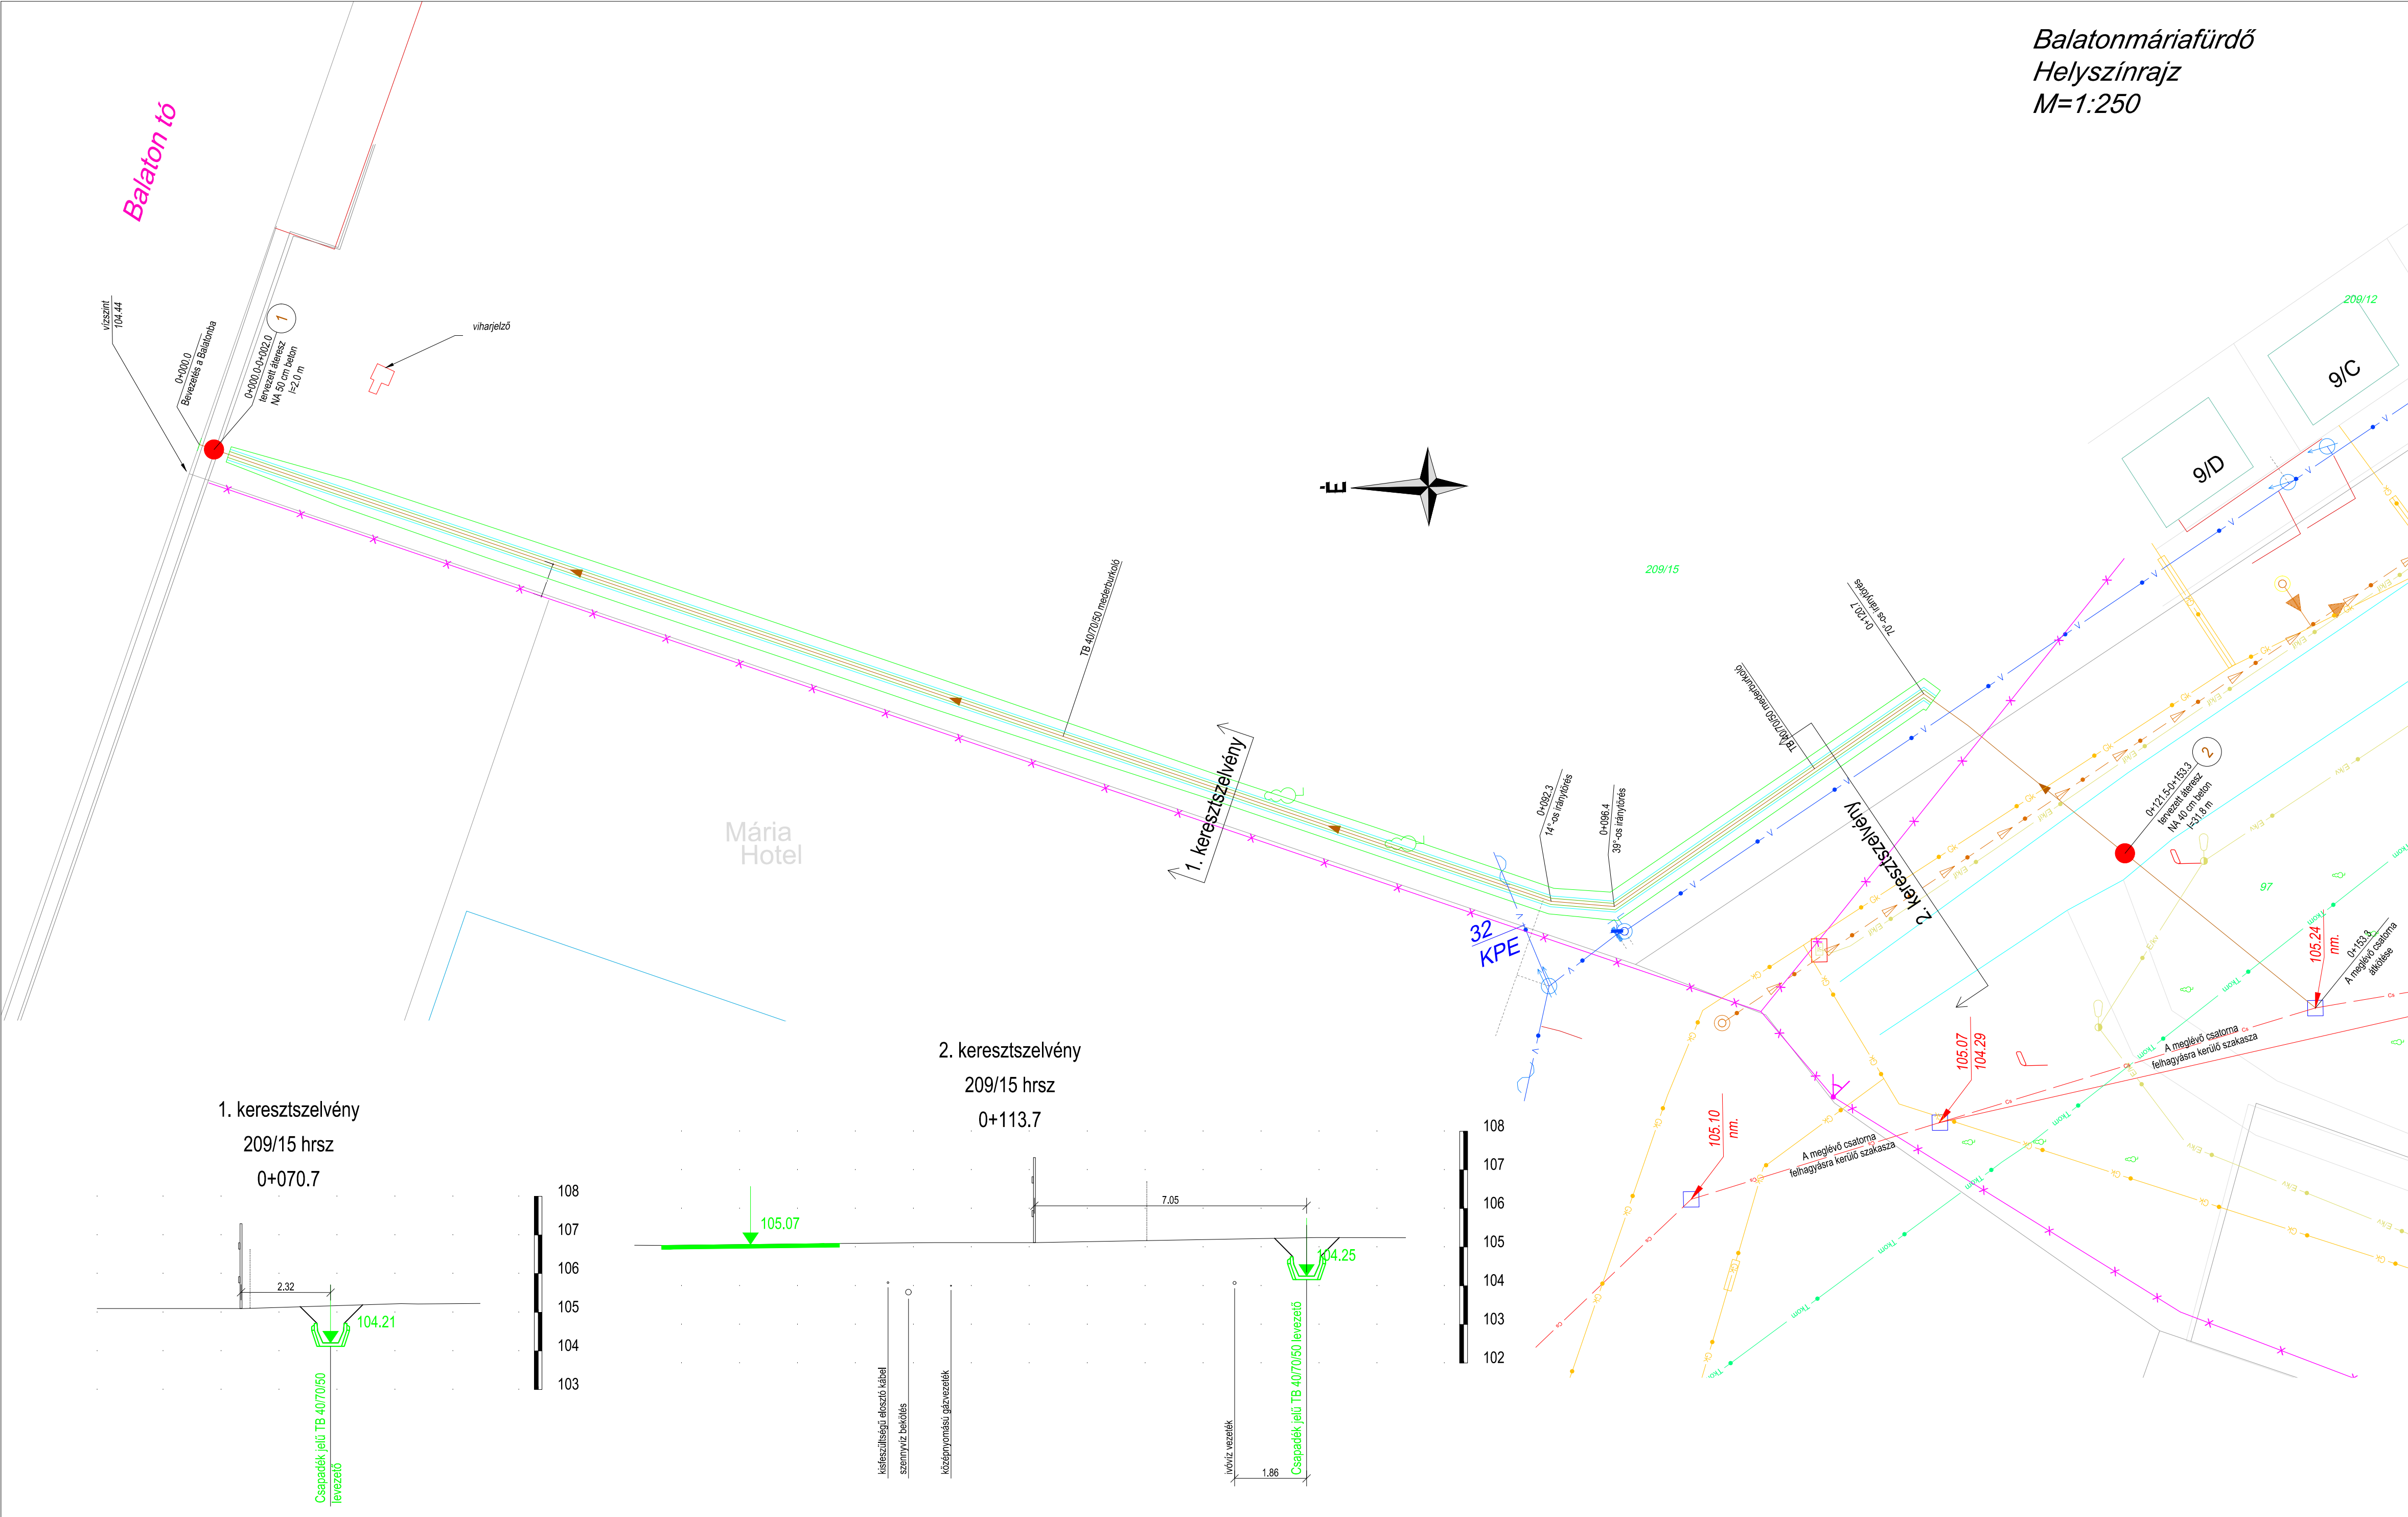 Balatonmáriafürdő
Helyszínrajz
M=1:250
Balaton tó
vízszint
104.44
0+000.0
Bevezetés a Balatonba
1
0+000.0-0+002.0
tervezett áteresz
NA 50 cm beton
l=2.0 m
viharjelző
É
TB 40/70/50 mederburkoló
209/15
1. keresztszelvény
0+092.3
14°-os iránytörés
0+096.4
39°-os iránytörés
TB 40/70/50 mederburkoló
0+120.7
70°-os iránytörés
2. keresztszelvény
209/12
9/C
9/D
2
0+121.5-0+153.3
tervezett áteresz
NA 40 cm beton
l=31.8 m
97
32
KPE
Mária
Hotel
105.24
nm.
0+153.3
A meglévő csatorna
átkötése
A meglévő csatorna
felhagyásra kerülő szakasza
105.07
104.29
105.10
nm.
A meglévő csatorna
felhagyásra kerülő szakasza
1. keresztszelvény
209/15 hrsz
0+070.7
2.32
104.21
Csapadék jelű TB 40/70/50
levezető
108
107
106
105
104
103
2. keresztszelvény
209/15 hrsz
0+113.7
105.07
7.05
104.25
kisfeszültségű elosztó kábel
szennyvíz bekötés
középnyomású gázvezeték
ivóvíz vezeték
1.86
Csapadék jelű TB 40/70/50 levezető
108
107
106
105
104
103
102